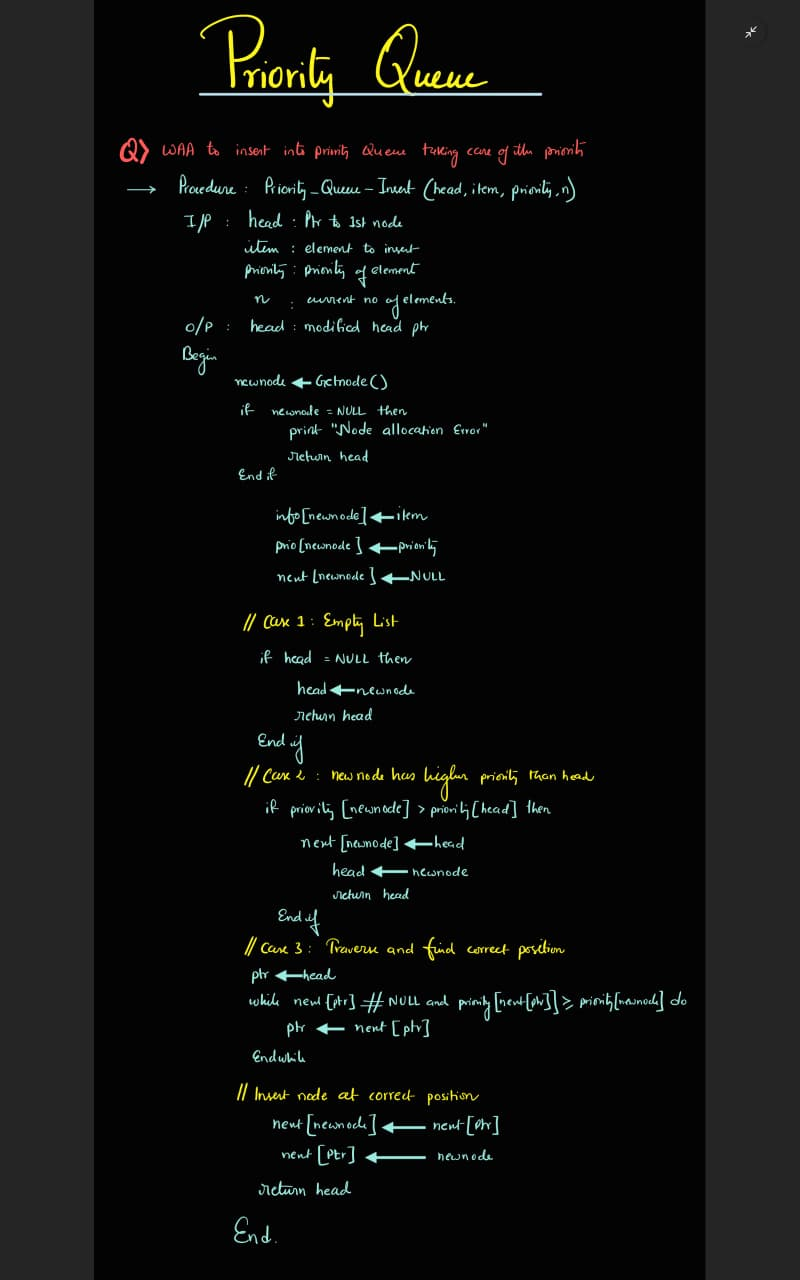 Priority Queue
Q> WAA to insert into priority Queue taking care of the priority
→ Procedure : Priority_Queue-Insert (head, item, priority, n)
I/P : head : Ptr to 1st node
item : element to insert
priority : priority of element
n : current no of elements.
O/P : head : modified head ptr
Begin
newnode ← Getnode()
if newnode = NULL then
print "Node allocation Error"
return head
End if
info[newnode] ← item
prio[newnode] ← priority
next[newnode] ← NULL
// Case 1 : Empty List
if head = NULL then
head ← newnode
return head
End if
// Case 2 : new node has higher priority than head
if priority [newnode] > priority[head] then
next [newnode] ← head
head ← newnode
return head
End if
// Case 3 : Traverse and find correct position
ptr ← head
while next [ptr] ≠ NULL and priority[next[ptr]] ≥ priority[newnode] do
ptr ← next [ptr]
Endwhile
// Insert node at correct position
next [newnode] ← next [ptr]
next [ptr] ← newnode
return head
End.